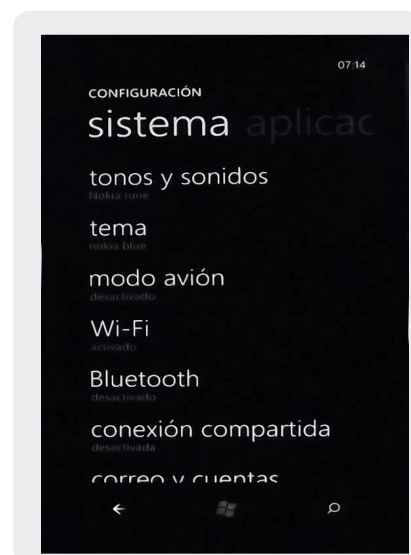 07:14
CONFIGURACIÓN
sistema aplicac
tonos y sonidos
Nokia tune
tema
nokia blue
modo avión
desactivado
Wi-Fi
activado
Bluetooth
desactivado
conexión compartida
desactivada
correo y cuentas